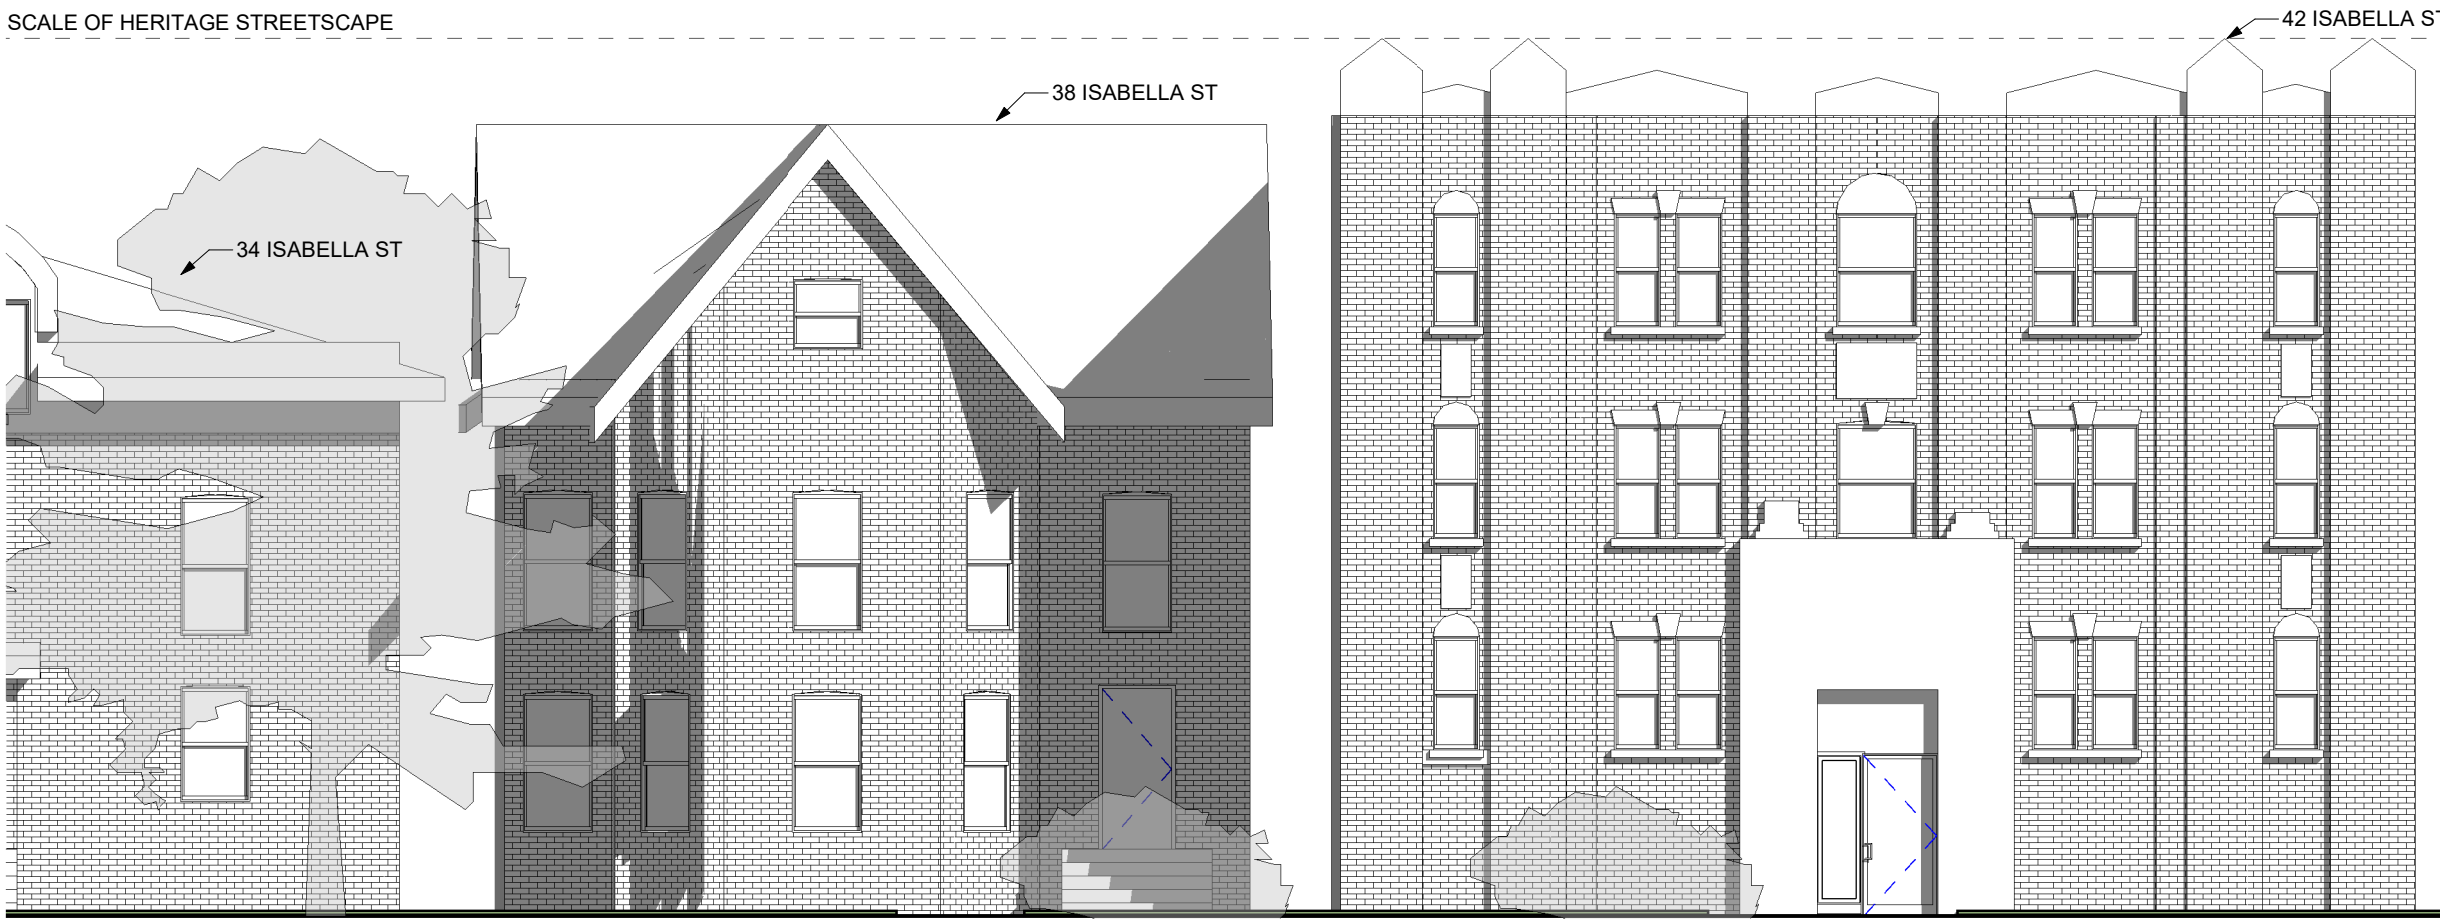 SCALE OF HERITAGE STREETSCAPE
42 ISABELLA ST
38 ISABELLA ST
34 ISABELLA ST